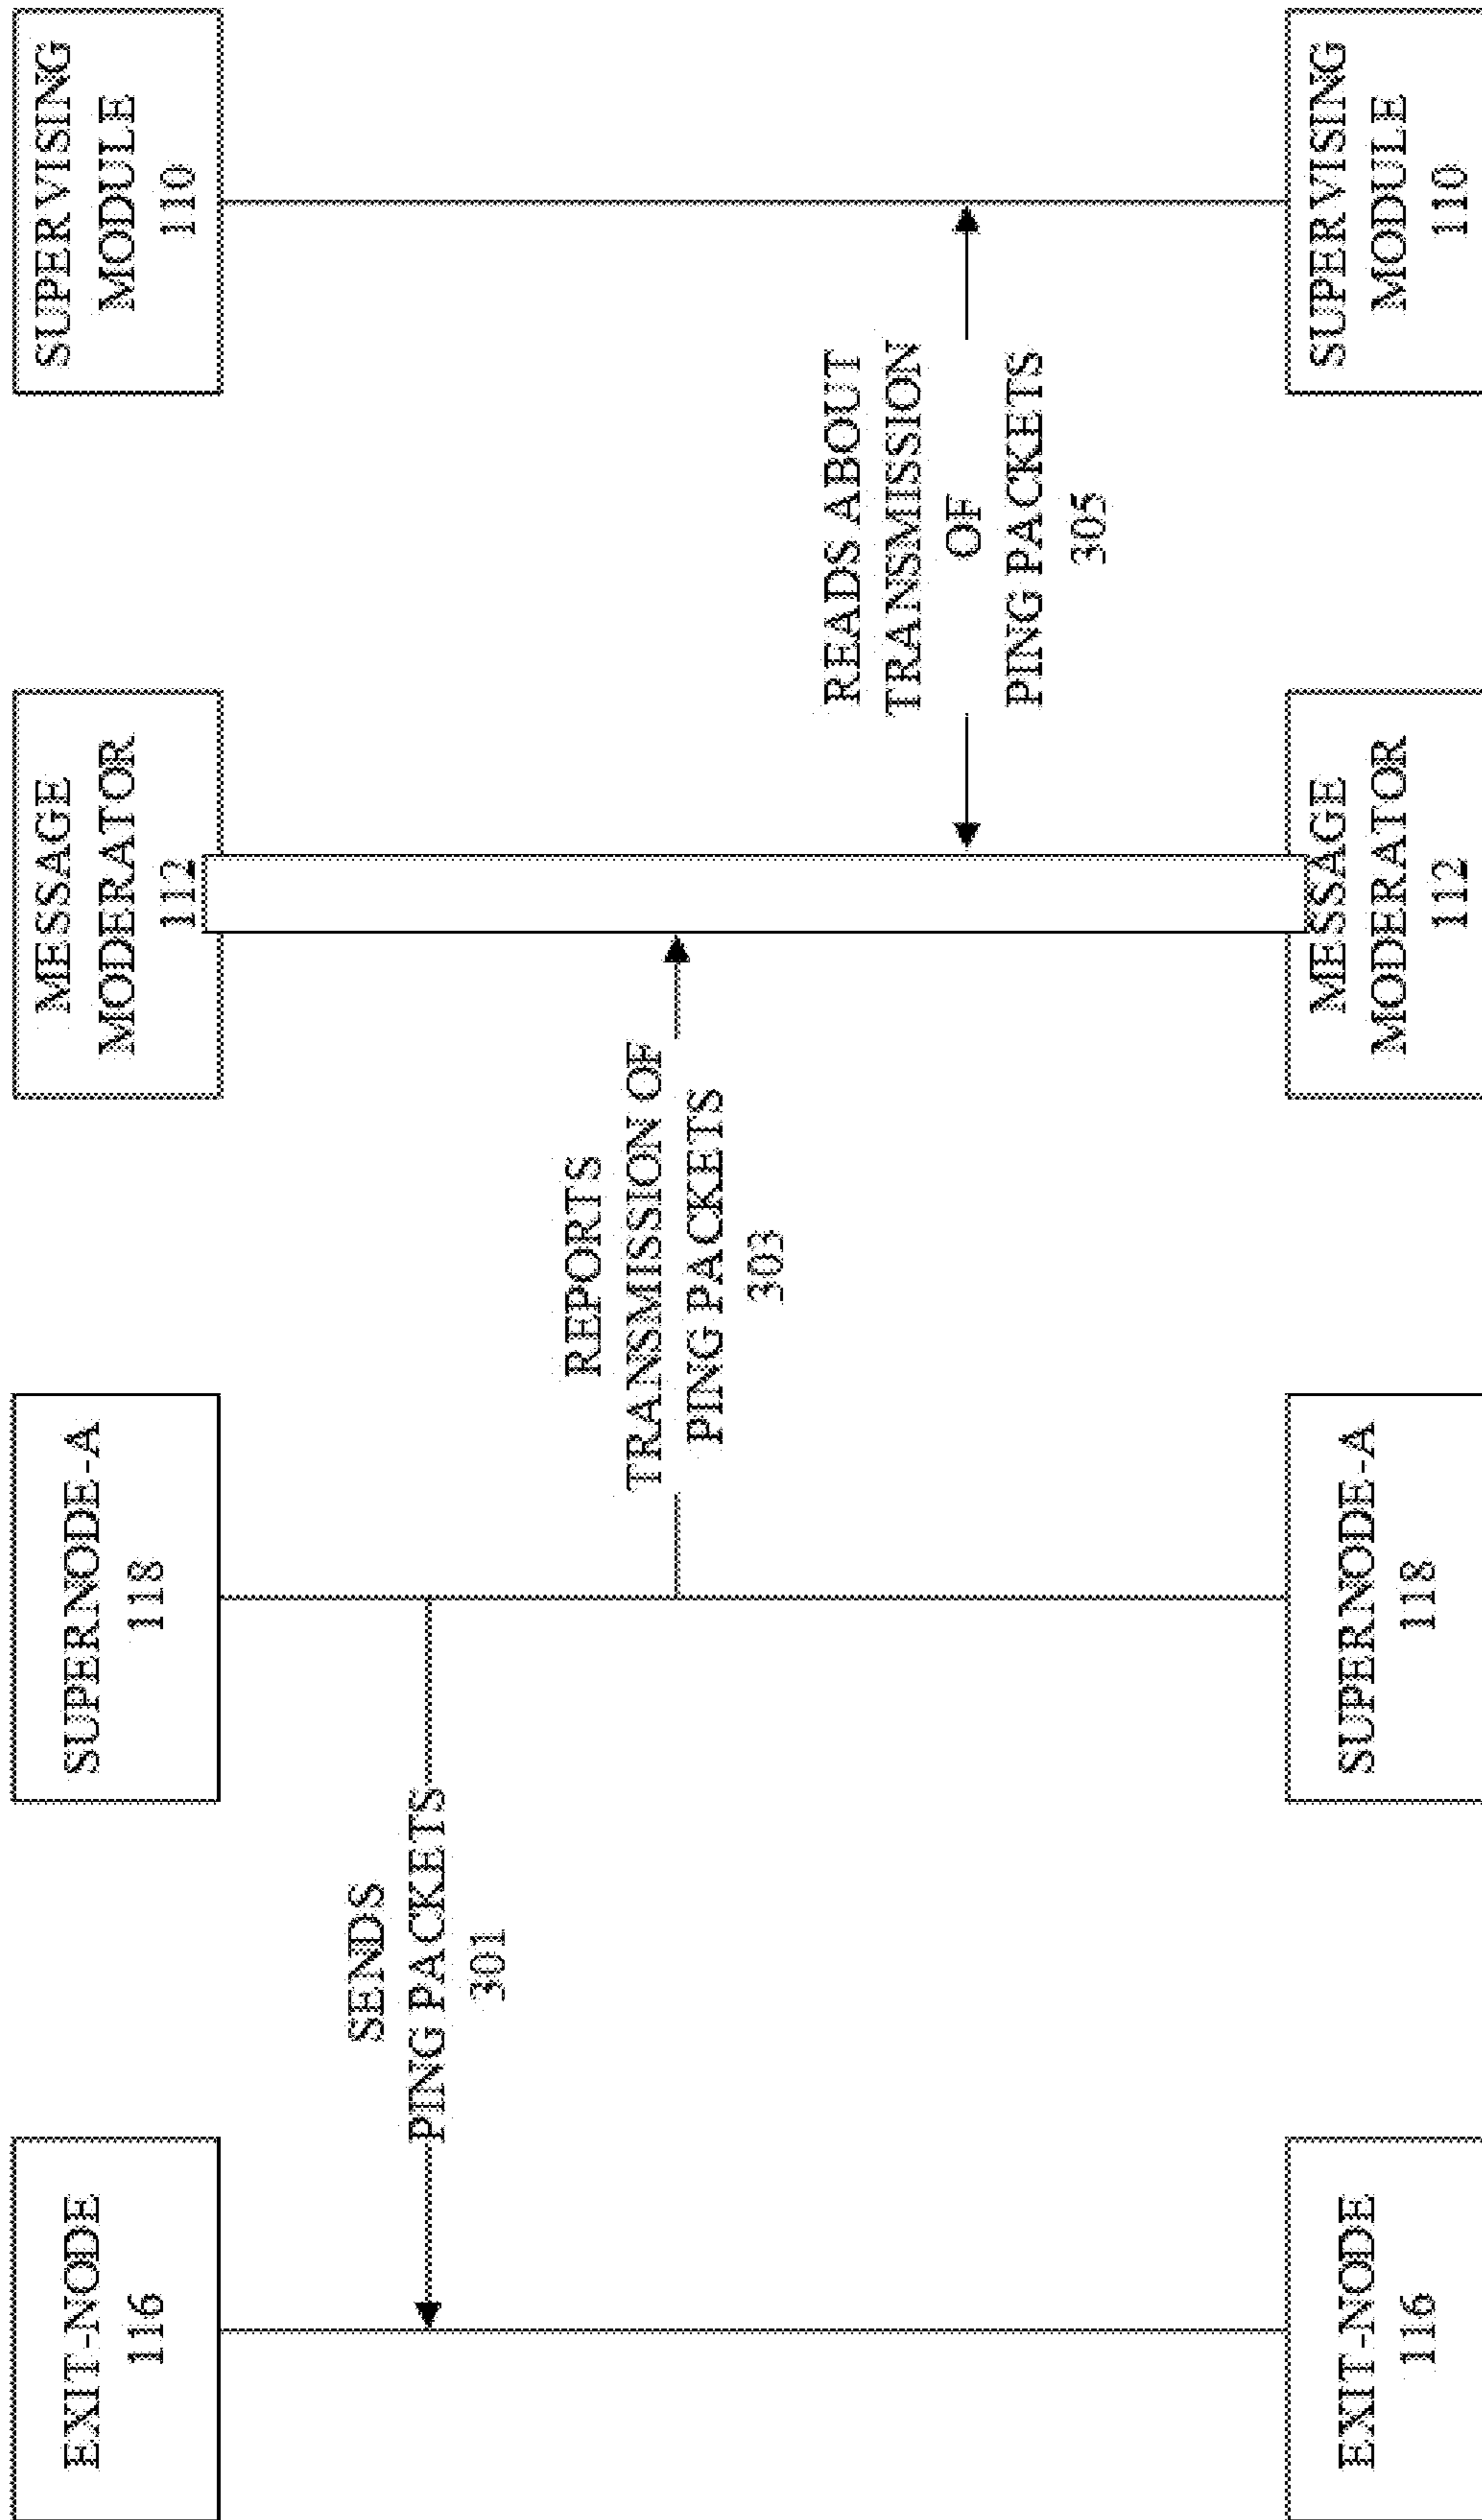 EXIT-NODE
116
SUPERNODE-A
118
MESSAGE
MODERATOR
112
SUPERVISING
MODULE
110
SENDS
PING PACKETS
301
REPORTS
TRANSMISSION OF
PING PACKETS
303
READS ABOUT
TRANSMISSION
OF
PING PACKETS
305
EXIT-NODE
116
SUPERNODE-A
118
MESSAGE
MODERATOR
112
SUPERVISING
MODULE
110